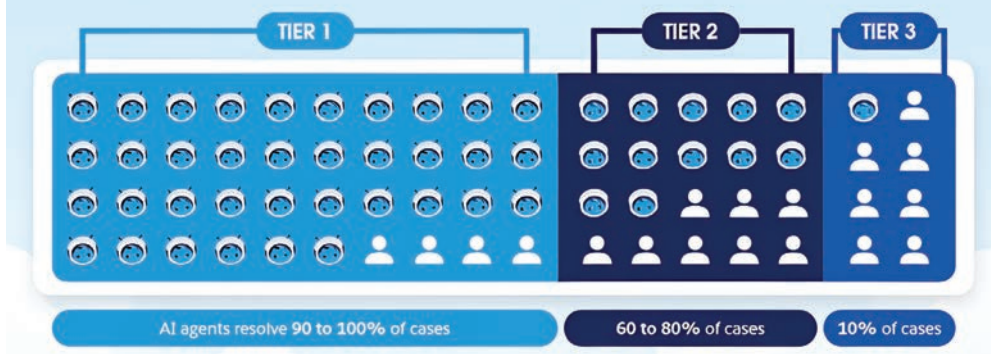 TIER 1
TIER 2
TIER 3
AI agents resolve 90 to 100% of cases
60 to 80% of cases
10% of cases